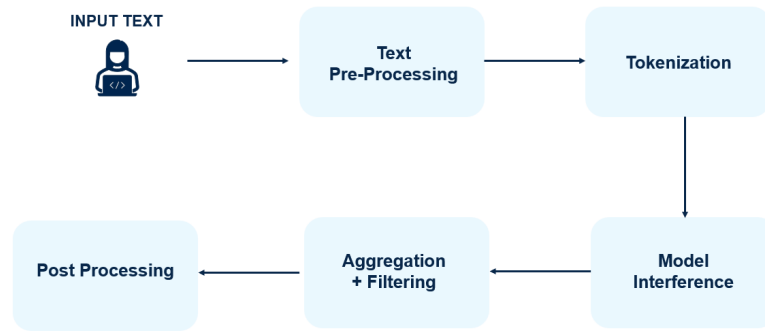 INPUT TEXT
</>
Text
Pre-Processing
Tokenization
Model
Interference
Aggregation
+ Filtering
Post Processing